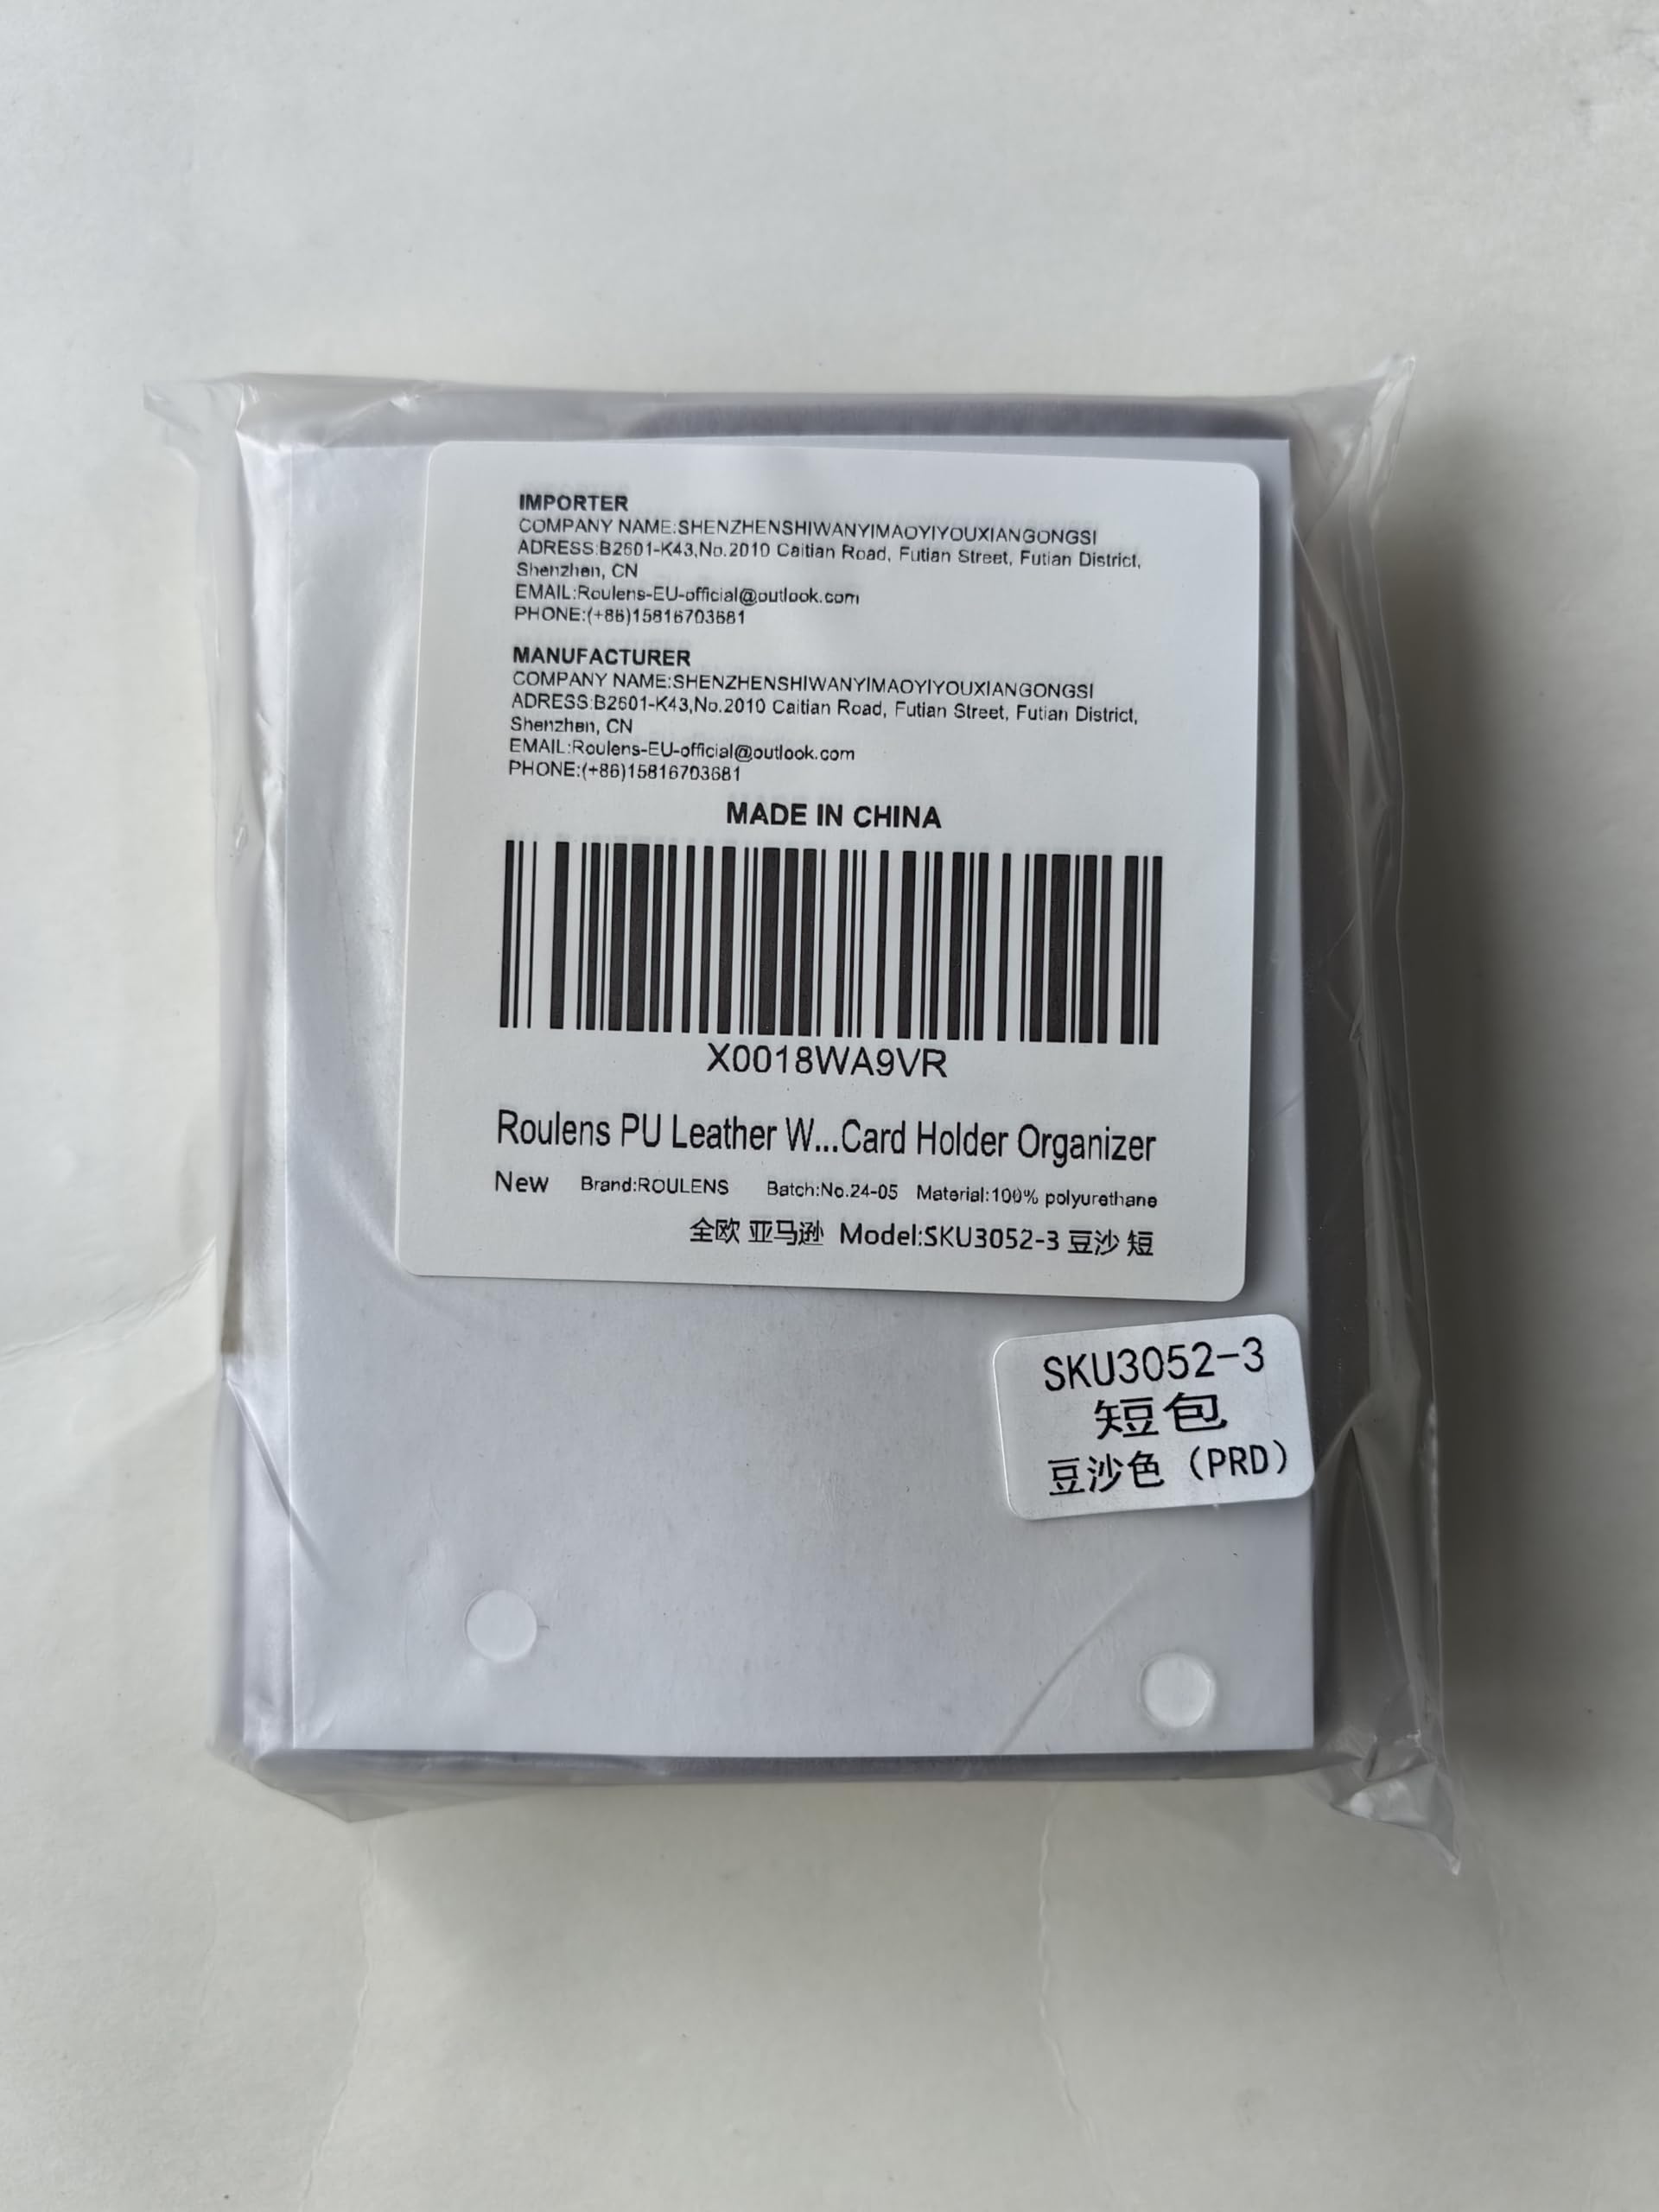 IMPORTER
COMPANY NAME:SHENZHENSHIWANYIMAOYIYOUXIANGONGSI
ADRESS:B2601-K43,No.2010 Caitian Road, Futian Street, Futian District,
Shenzhen, CN
EMAIL:Roulens-EU-official@outlook.com
PHONE:(+86)15816703681
MANUFACTURER
COMPANY NAME:SHENZHENSHIWANYIMAOYIYOUXIANGONGSI
ADRESS:B2601-K43,No.2010 Caitian Road, Futian Street, Futian District,
Shenzhen, CN
EMAIL:Roulens-EU-official@outlook.com
PHONE:(+86)15816703681
MADE IN CHINA
X0018WA9VR
Roulens PU Leather W...Card Holder Organizer
New Brand:ROULENS Batch:No.24-05 Material:100% polyurethane
全欧 亚马逊 Model:SKU3052-3 豆沙 短
SKU3052-3
短包
豆沙色（PRD）